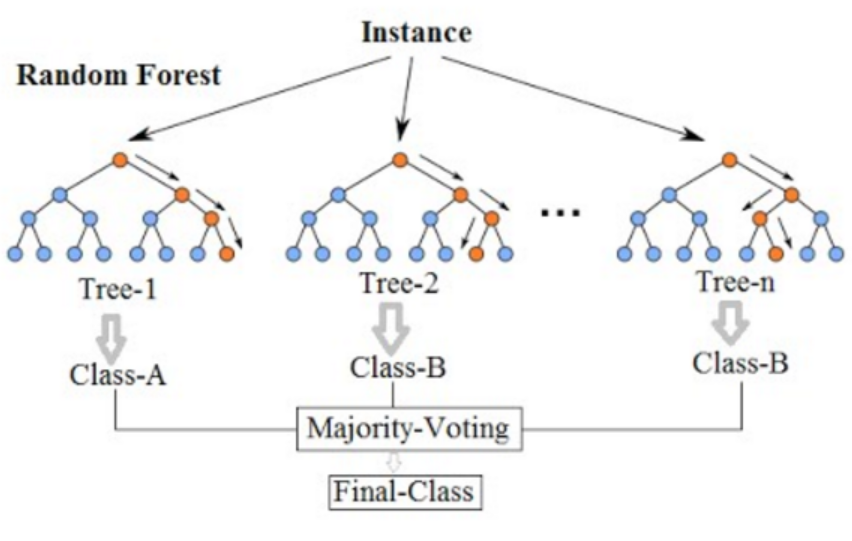 Instance
Random Forest
...
Tree-1
Tree-2
Tree-n
Class-A
Class-B
Class-B
Majority-Voting
Final-Class